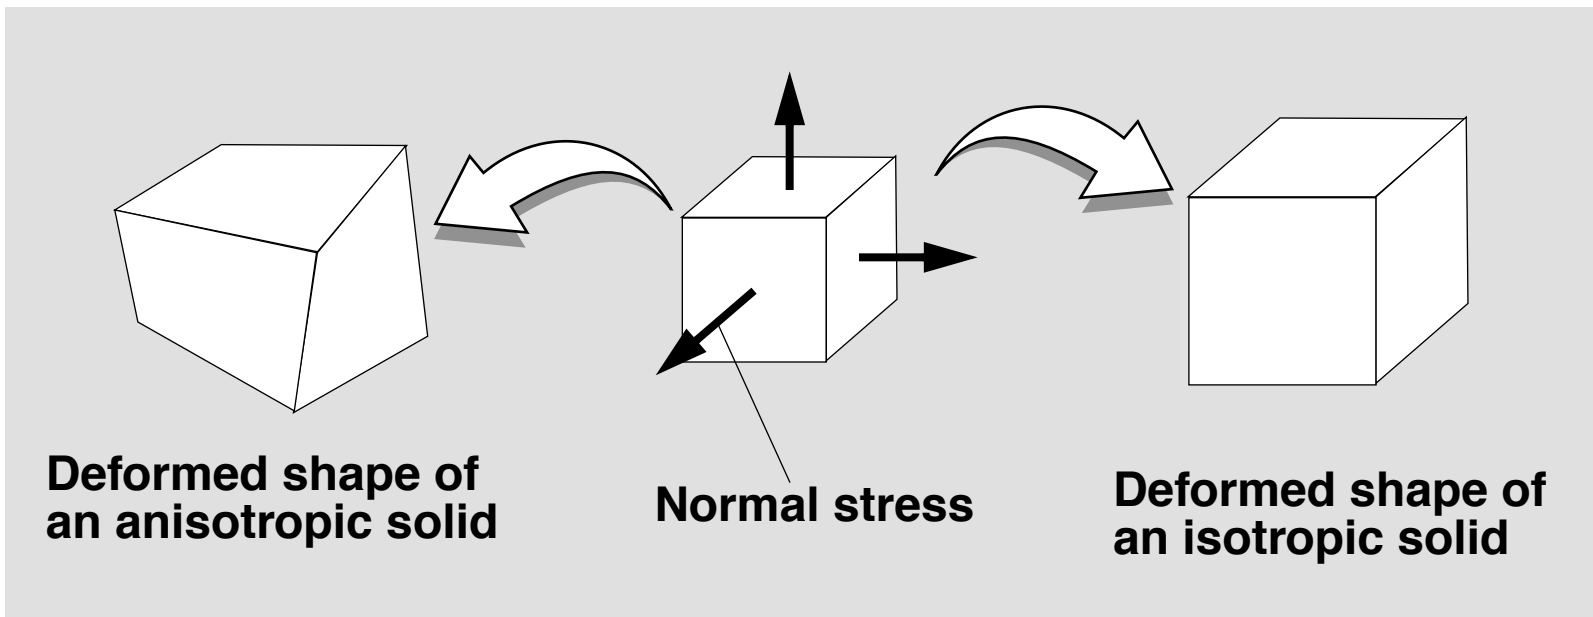 Deformed shape of
an anisotropic solid
Normal stress
Deformed shape of
an isotropic solid